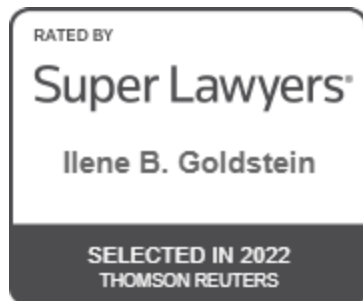 RATED BY
Super Lawyers®
Ilene B. Goldstein
SELECTED IN 2022
THOMSON REUTERS